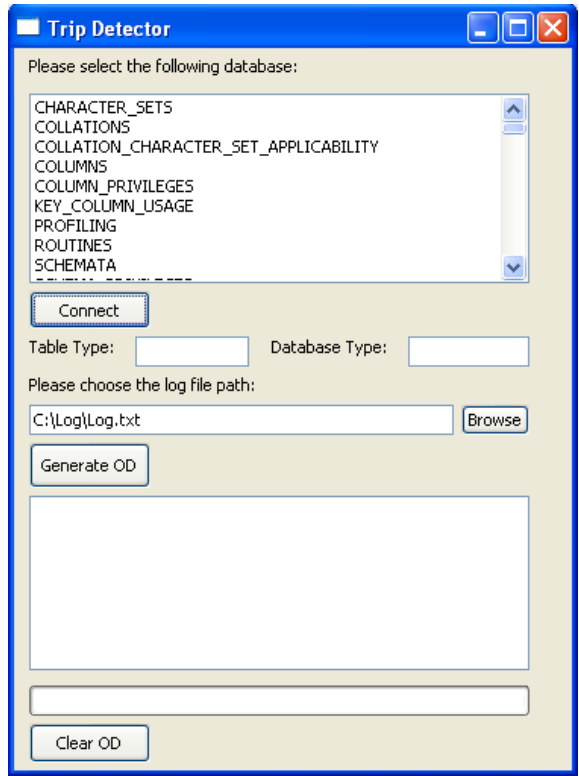 Trip Detector
Please select the following database:
CHARACTER_SETS
COLLATIONS
COLLATION_CHARACTER_SET_APPLICABILITY
COLUMNS
COLUMN_PRIVILEGES
KEY_COLUMN_USAGE
PROFILING
ROUTINES
SCHEMATA
Connect
Table Type: Database Type:
Please choose the log file path:
C:\Log\Log.txt Browse
Generate OD
Clear OD